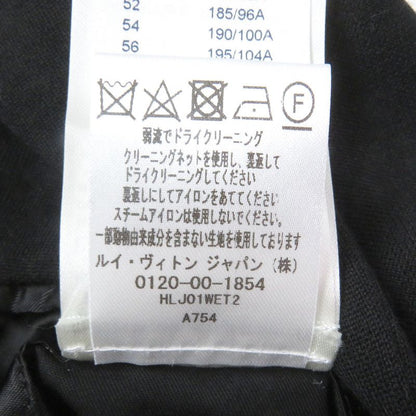 52 185/96A
54 190/100A
56 195/104A
F
弱流でドライクリーニング
クリーニングネットを使用し、裏返して
ドライクリーニングしてください
裏返しにしてアイロンをあててください
スチームアイロンは使用しないでください。
一部動物由来成分を含まない生地を使用しております
ルイ・ヴィトン ジャパン (株)
0120-00-1854
HLJ01WET2
A754